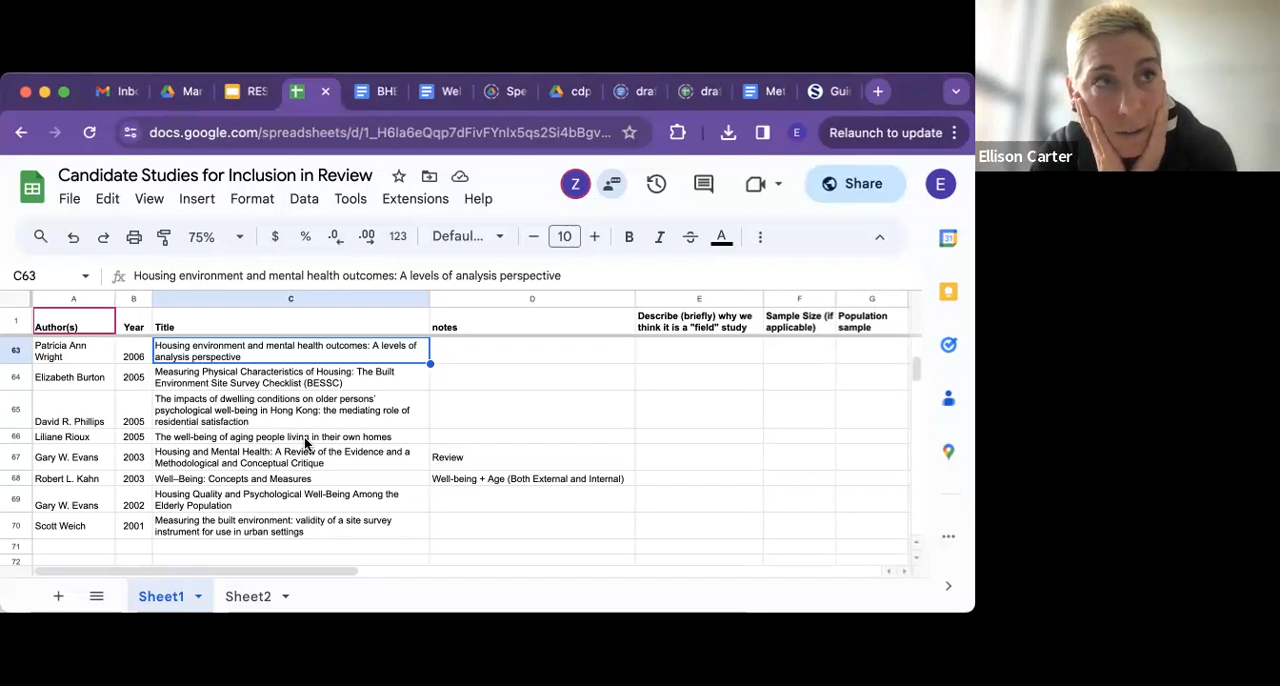 Inb
Mar
RES
BHE
Wel
Spe
cdp
draf
draf
Met
Gui
docs.google.com/spreadsheets/d/1_H6la6eQqp7dFivFYnIx5qs2Si4bBgv...
E
Relaunch to update
Ellison Carter
Candidate Studies for Inclusion in Review
Z
Share
E
File Edit View Insert Format Data Tools Extensions Help
75% $ % .0 .00 123 Defaul... 10 B I S A
31
C63 fx Housing environment and mental health outcomes: A levels of analysis perspective
A B C D E F G
1 Author(s) Year Title notes Describe (briefly) why we think it is a "field" study Sample Size (if applicable) Population sample
63 Patricia Ann Wright 2006 Housing environment and mental health outcomes: A levels of analysis perspective
64 Elizabeth Burton 2005 Measuring Physical Characteristics of Housing: The Built Environment Site Survey Checklist (BESSC)
65 David R. Phillips 2005 The impacts of dwelling conditions on older persons' psychological well-being in Hong Kong: the mediating role of residential satisfaction
66 Liliane Rioux 2005 The well-being of aging people living in their own homes
67 Gary W. Evans 2003 Housing and Mental Health: A Review of the Evidence and a Methodological and Conceptual Critique Review
68 Robert L. Kahn 2003 Well–Being: Concepts and Measures Well-being + Age (Both External and Internal)
69 Gary W. Evans 2002 Housing Quality and Psychological Well-Being Among the Elderly Population
70 Scott Weich 2001 Measuring the built environment: validity of a site survey instrument for use in urban settings
71
72
Sheet1 Sheet2